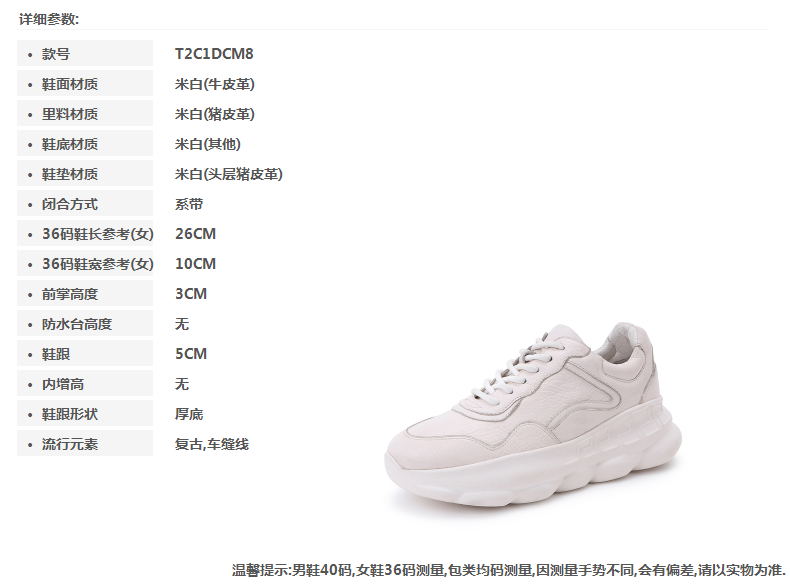 详细参数:
• 款号 T2C1DCM8
• 鞋面材质 米白(牛皮革)
• 里料材质 米白(猪皮革)
• 鞋底材质 米白(其他)
• 鞋垫材质 米白(头层猪皮革)
• 闭合方式 系带
• 36码鞋长参考(女) 26CM
• 36码鞋宽参考(女) 10CM
• 前掌高度 3CM
• 防水台高度 无
• 鞋跟 5CM
• 内增高 无
• 鞋跟形状 厚底
• 流行元素 复古,车缝线
温馨提示:男鞋40码,女鞋36码测量,包类均码测量,因测量手势不同,会有偏差,请以实物为准.